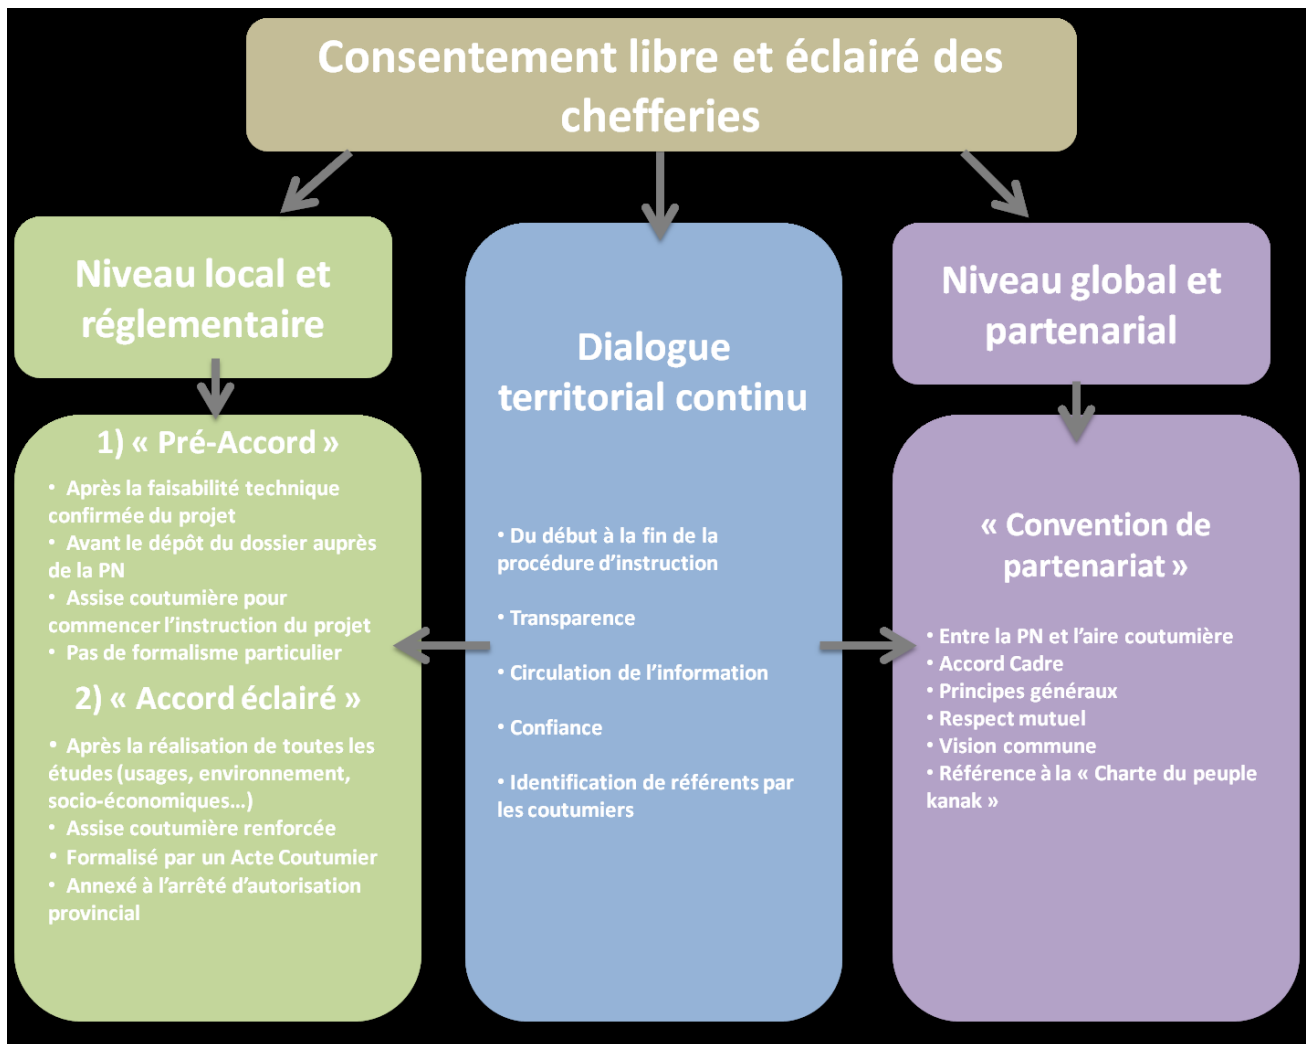 Consentement libre et éclairé des
chefferies
Niveau local et
réglementaire
1) « Pré-Accord »
• Après la faisabilité technique
confirmée du projet
• Avant le dépôt du dossier auprès
de la PN
• Assise coutumière pour
commencer l’instruction du projet
• Pas de formalisme particulier
2) « Accord éclairé »
• Après la réalisation de toutes les
études (usages, environnement,
socio-économiques…)
• Assise coutumière renforcée
• Formalisé par un Acte Coutumier
• Annexé à l’arrêté d’autorisation
provincial
Dialogue
territorial continu
• Du début à la fin de la
procédure d’instruction
• Transparence
• Circulation de l’information
• Confiance
• Identification de référents par
les coutumiers
Niveau global et
partenarial
« Convention de
partenariat »
• Entre la PN et l’aire coutumière
• Accord Cadre
• Principes généraux
• Respect mutuel
• Vision commune
• Référence à la « Charte du peuple
kanak »